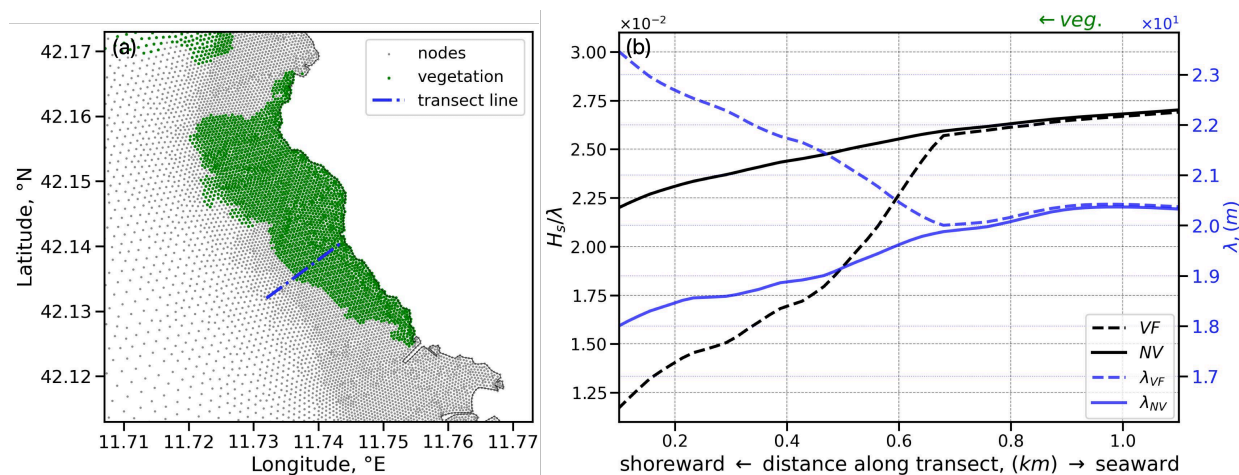 (a)
42.17
42.16
42.15
42.14
42.13
42.12
Latitude, °N
nodes
vegetation
transect line
11.71 11.72 11.73 11.74 11.75 11.76 11.77
Longitude, °E
×10⁻²
← veg.
×10¹
(b)
3.00
2.75
2.50
2.25
2.00
1.75
1.50
1.25
Hₛ/λ
2.3
2.2
2.1
2.0
1.9
1.8
1.7
λ, (m)
VF
NV
λ_VF
λ_NV
0.2 0.4 0.6 0.8 1.0
shoreward ← distance along transect, (km) → seaward